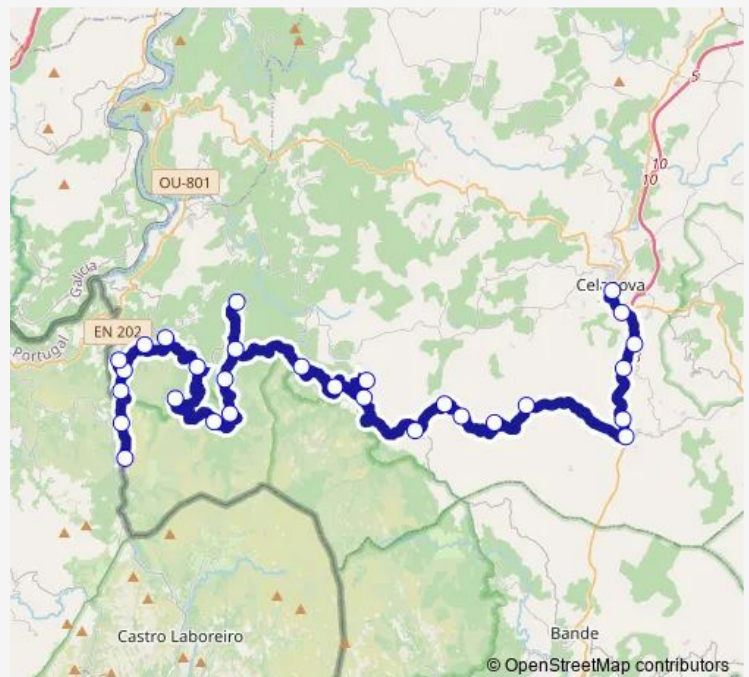 5
10
10
OU-801
Galicia
Celanova
EN 202
Portugal
Castro Laboreiro
Bande
© OpenStreetMap contributors